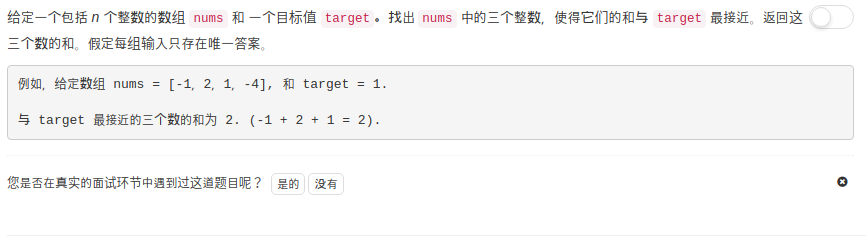 给定一个包括 n 个整数的数组 nums 和 一个目标值 target。找出 nums 中的三个整数，使得它们的和与 target 最接近。返回这
三个数的和。假定每组输入只存在唯一答案。
例如，给定数组 nums = [-1，2，1，-4], 和 target = 1.
与 target 最接近的三个数的和为 2. (-1 + 2 + 1 = 2).
您是否在真实的面试环节中遇到过这道题目呢？ 是的 没有